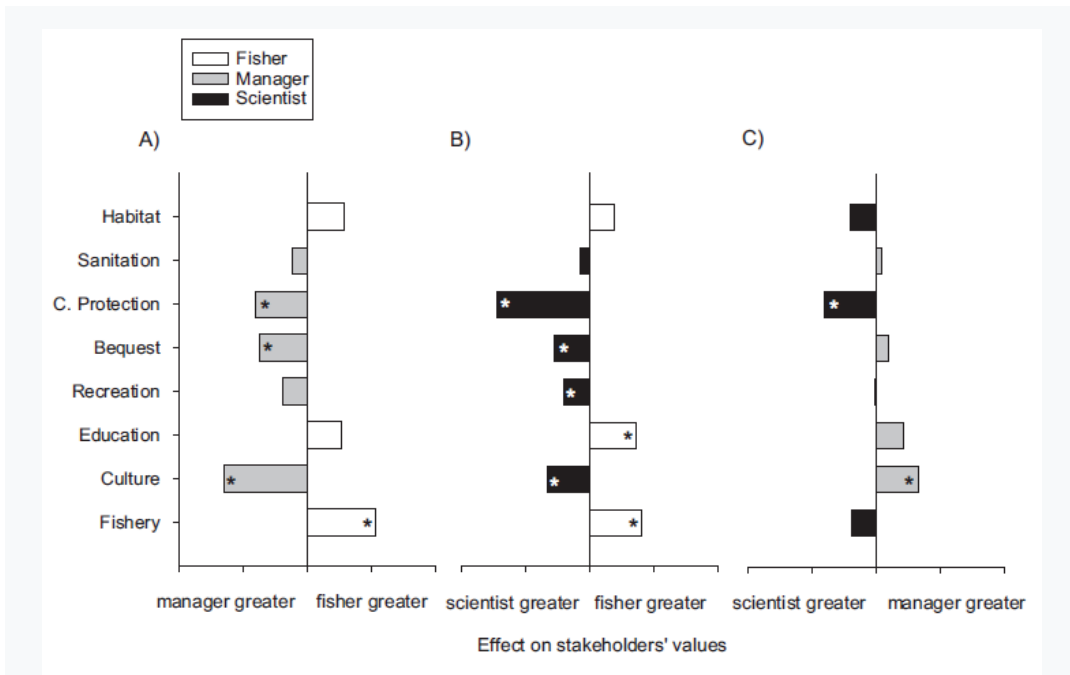 Fisher
Manager
Scientist
A)
B)
C)
Habitat
Sanitation
C. Protection
*
*
*
Bequest
*
*
Recreation
*
Education
*
Culture
*
*
*
Fishery
*
*
manager greater fisher greater
scientist greater fisher greater
scientist greater manager greater
Effect on stakeholders' values